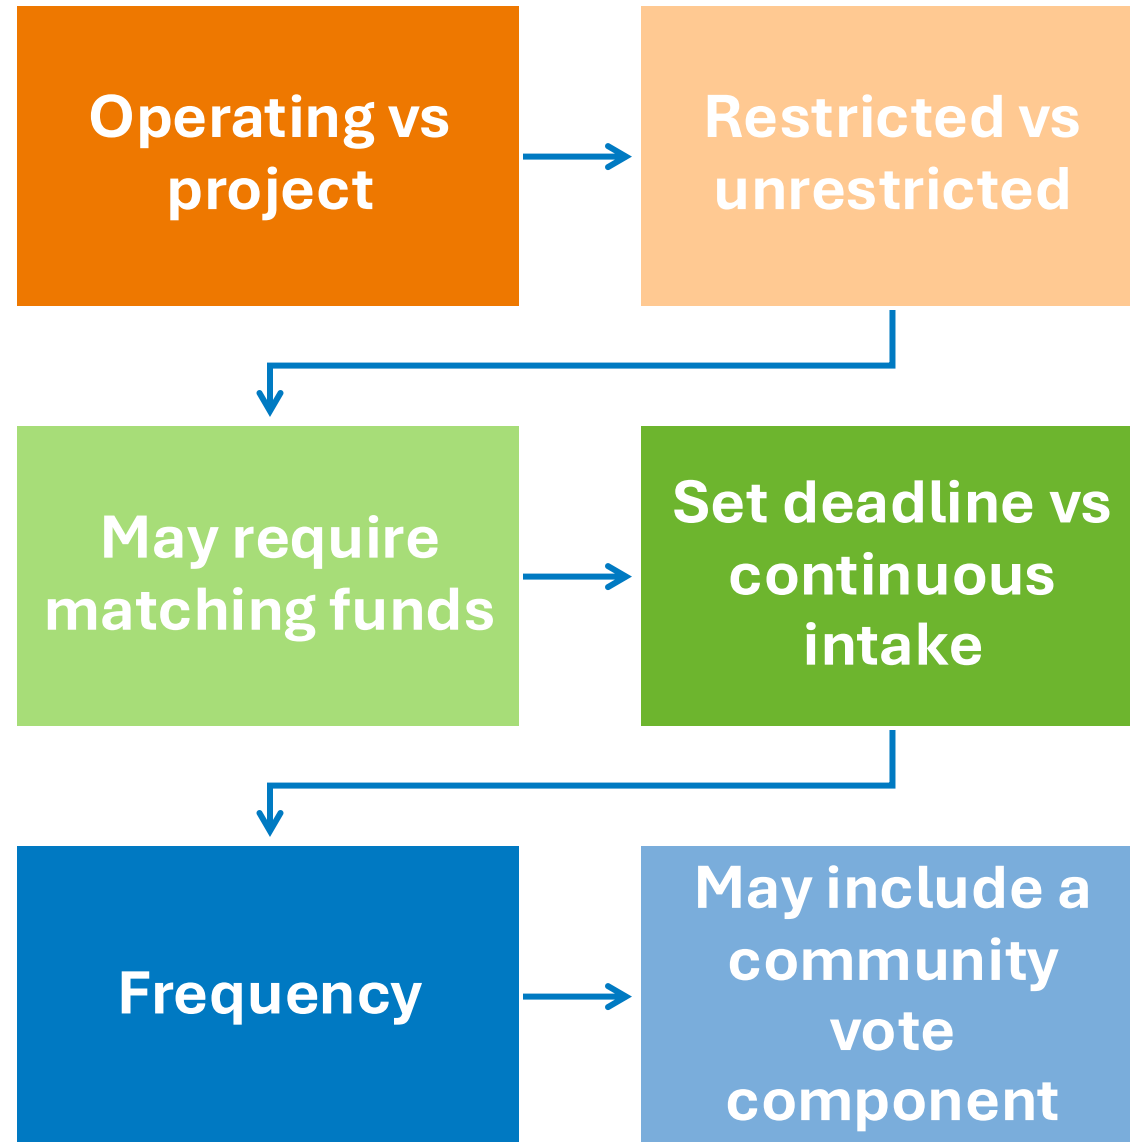 Operating vs
project
Restricted vs
unrestricted
May require
matching funds
Set deadline vs
continuous
intake
Frequency
May include a
community
vote
component